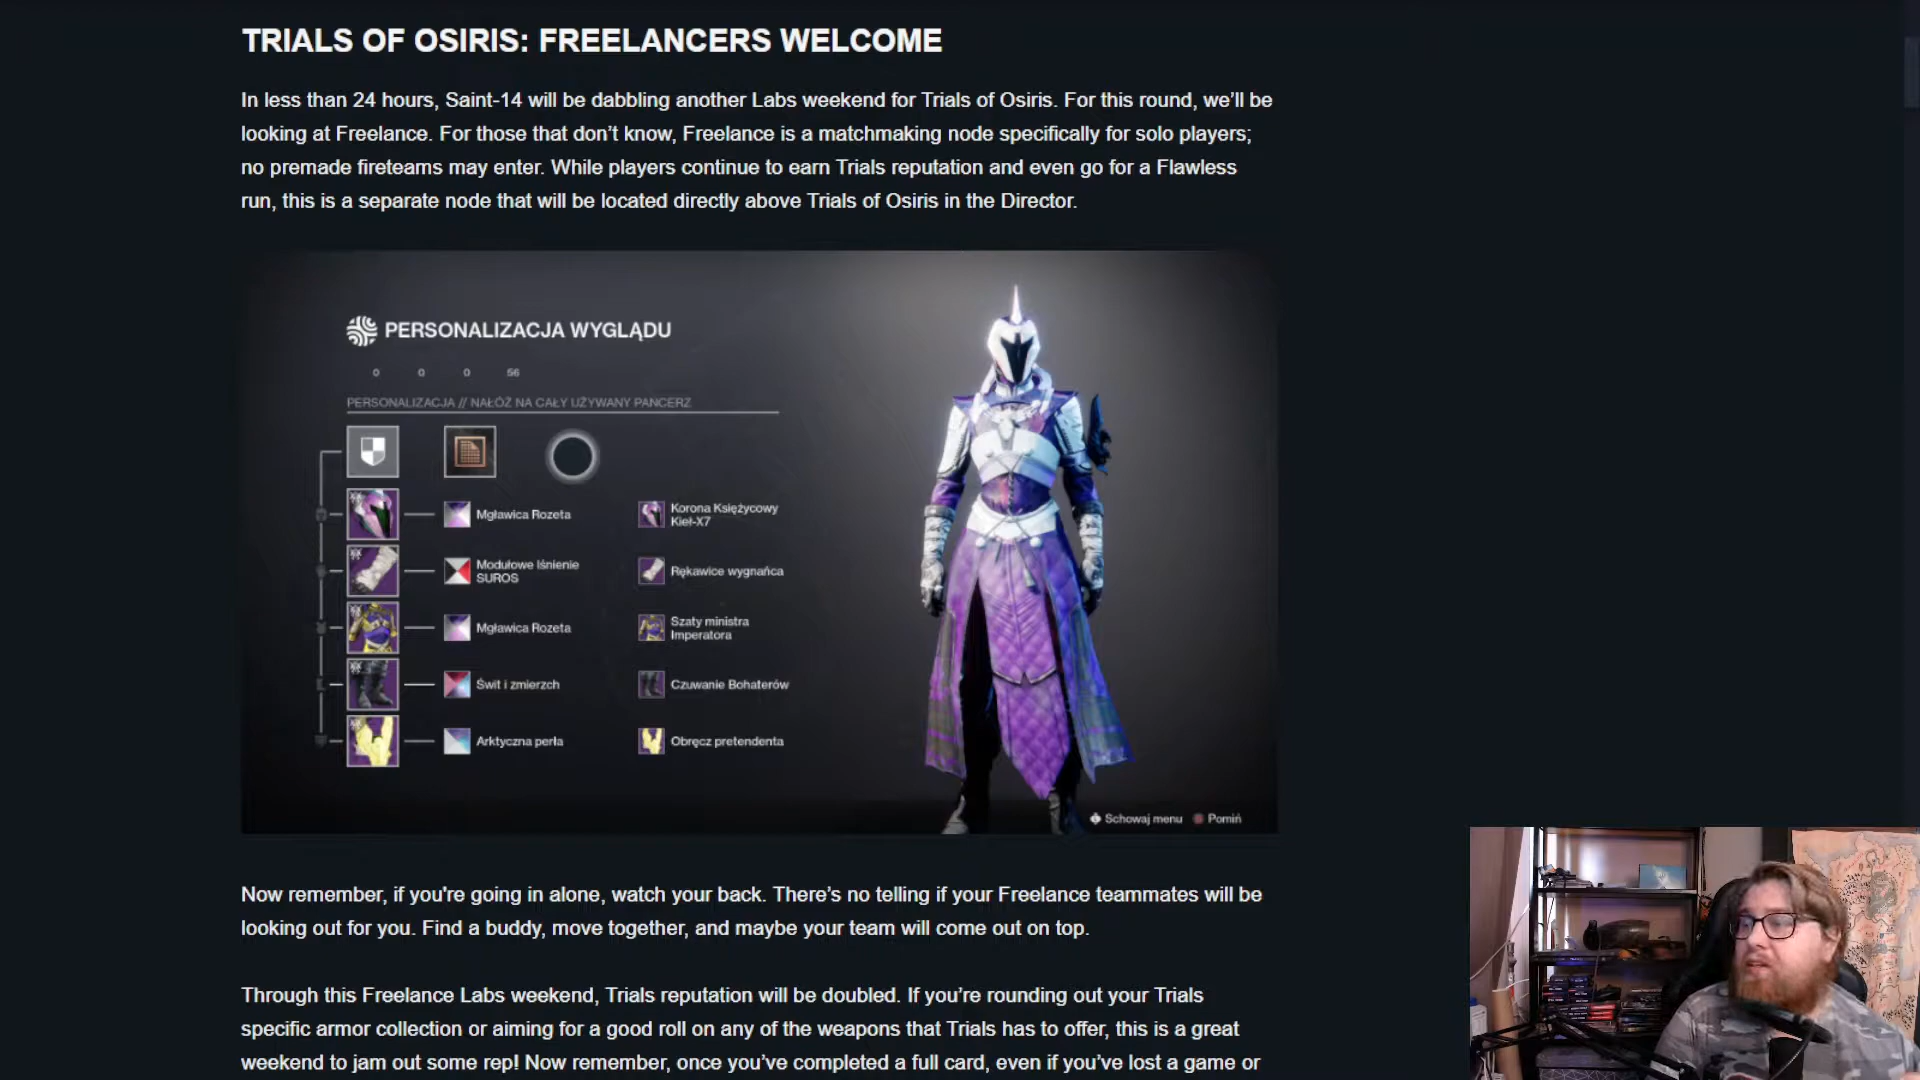 TRIALS OF OSIRIS: FREELANCERS WELCOME
In less than 24 hours, Saint-14 will be dabbling another Labs weekend for Trials of Osiris. For this round, we’ll be
looking at Freelance. For those that don’t know, Freelance is a matchmaking node specifically for solo players;
no premade fireteams may enter. While players continue to earn Trials reputation and even go for a Flawless
run, this is a separate node that will be located directly above Trials of Osiris in the Director.
PERSONALIZACJA WYGLĄDU
0 0 0 56
PERSONALIZACJA // NAŁÓŻ NA CAŁY UŻYWANY PANCERZ
Mgławica Rozeta
Korona Księżycowy
Kieł-X7
Modułowe lśnienie
SUROS
Rękawice wygnańca
Mgławica Rozeta
Szaty ministra
Imperatora
Świt i zmierzch
Czuwanie Bohaterów
Arktyczna perła
Obręcz pretendenta
Schowaj menu Pomiń
Now remember, if you're going in alone, watch your back. There’s no telling if your Freelance teammates will be
looking out for you. Find a buddy, move together, and maybe your team will come out on top.
Through this Freelance Labs weekend, Trials reputation will be doubled. If you’re rounding out your Trials
specific armor collection or aiming for a good roll on any of the weapons that Trials has to offer, this is a great
weekend to jam out some rep! Now remember, once you’ve completed a full card, even if you’ve lost a game or